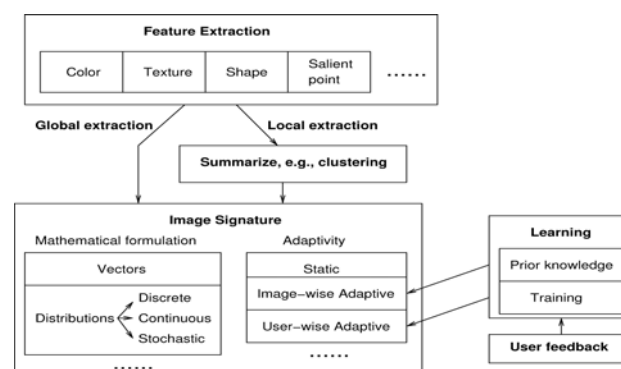 Feature Extraction
Color
Texture
Shape
Salient
point
......
Global extraction
Local extraction
Summarize, e.g., clustering
Image Signature
Mathematical formulation
Adaptivity
Vectors
Distributions
Discrete
Continuous
Stochastic
......
Static
Image-wise Adaptive
User-wise Adaptive
......
Learning
Prior knowledge
Training
User feedback